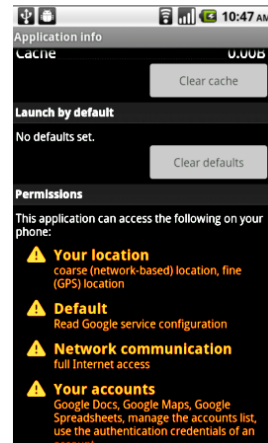 10:47 AM
Application info
Cache 0.00B
Clear cache
Launch by default
No defaults set.
Clear defaults
Permissions
This application can access the following on your
phone:
Your location
coarse (network-based) location, fine
(GPS) location
Default
Read Google service configuration
Network communication
full Internet access
Your accounts
Google Docs, Google Maps, Google
Spreadsheets, manage the accounts list,
use the authentication credentials of an
account